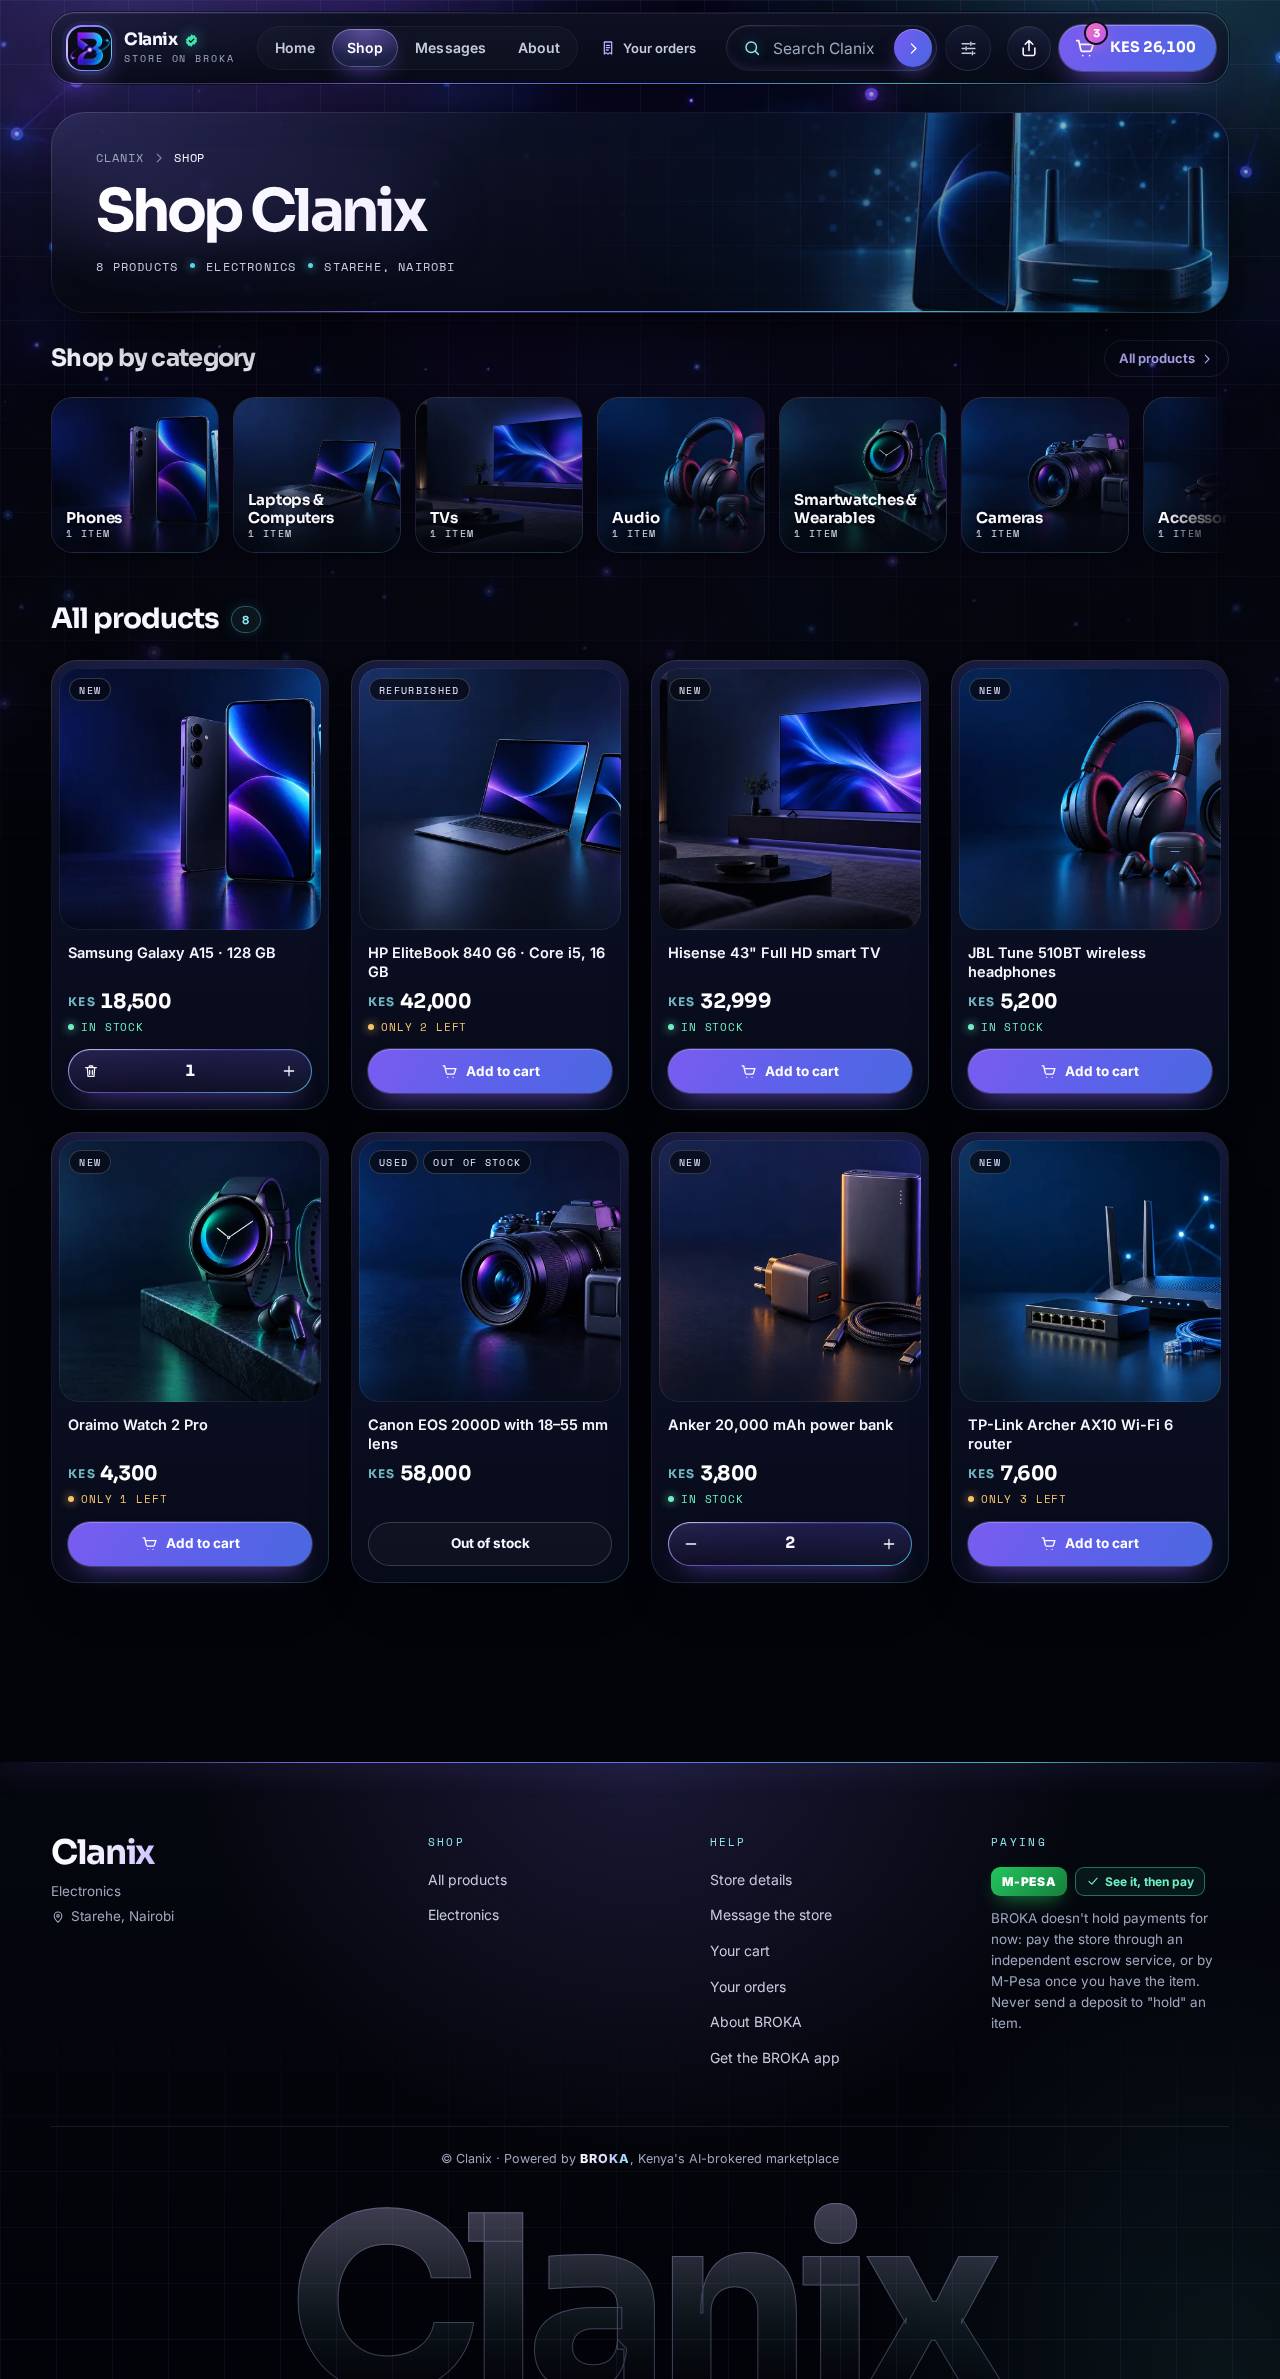 Clanix
STORE ON BROKA
Home
Shop
Messages
About
Your orders
Search Clanix
3
KES 26,100
CLANIX > SHOP
Shop Clanix
8 PRODUCTS • ELECTRONICS • STAREHE, NAIROBI
Shop by category
All products
Phones
1 ITEM
Laptops &
Computers
1 ITEM
TVs
1 ITEM
Audio
1 ITEM
Smartwatches &
Wearables
1 ITEM
Cameras
1 ITEM
Accessor
1 ITEM
All products
8
NEW
Samsung Galaxy A15 · 128 GB
KES 18,500
IN STOCK
1
REFURBISHED
HP EliteBook 840 G6 · Core i5, 16
GB
KES 42,000
ONLY 2 LEFT
Add to cart
NEW
Hisense 43" Full HD smart TV
KES 32,999
IN STOCK
Add to cart
NEW
JBL Tune 510BT wireless
headphones
KES 5,200
IN STOCK
Add to cart
NEW
Oraimo Watch 2 Pro
KES 4,300
ONLY 1 LEFT
Add to cart
USED
OUT OF STOCK
Canon EOS 2000D with 18–55 mm
lens
KES 58,000
Out of stock
NEW
Anker 20,000 mAh power bank
KES 3,800
IN STOCK
2
NEW
TP-Link Archer AX10 Wi-Fi 6
router
KES 7,600
ONLY 3 LEFT
Add to cart
Clanix
Electronics
Starehe, Nairobi
SHOP
All products
Electronics
HELP
Store details
Message the store
Your cart
Your orders
About BROKA
Get the BROKA app
PAYING
M-PESA
See it, then pay
BROKA doesn't hold payments for
now: pay the store through an
independent escrow service, or by
M-Pesa once you have the item.
Never send a deposit to "hold" an
item.
© Clanix · Powered by BROKA, Kenya's AI-brokered marketplace
Clanix